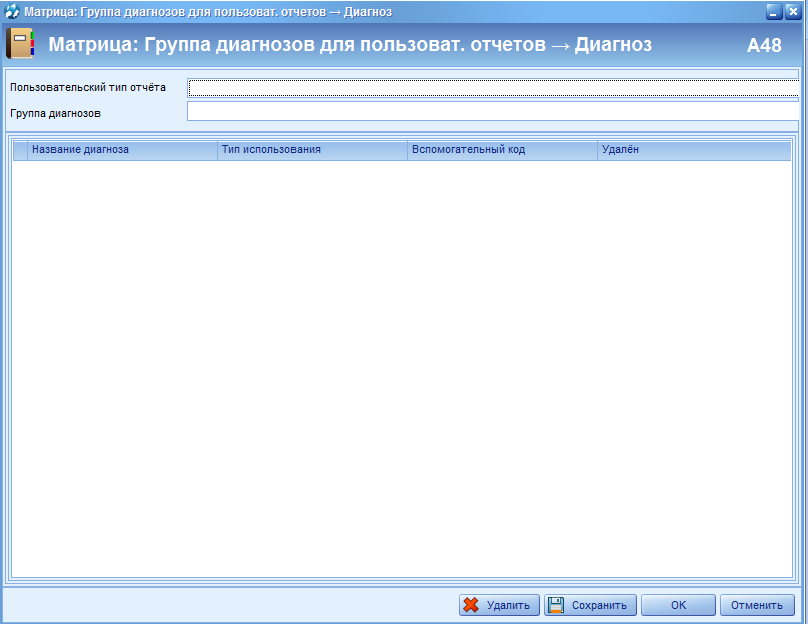 Матрица: Группа диагнозов для пользоват. отчетов → Диагноз
Матрица: Группа диагнозов для пользоват. отчетов → Диагноз A48
Пользовательский тип отчёта
Группа диагнозов
Название диагноза Тип использования Вспомогательный код Удалён
Удалить Сохранить OK Отменить